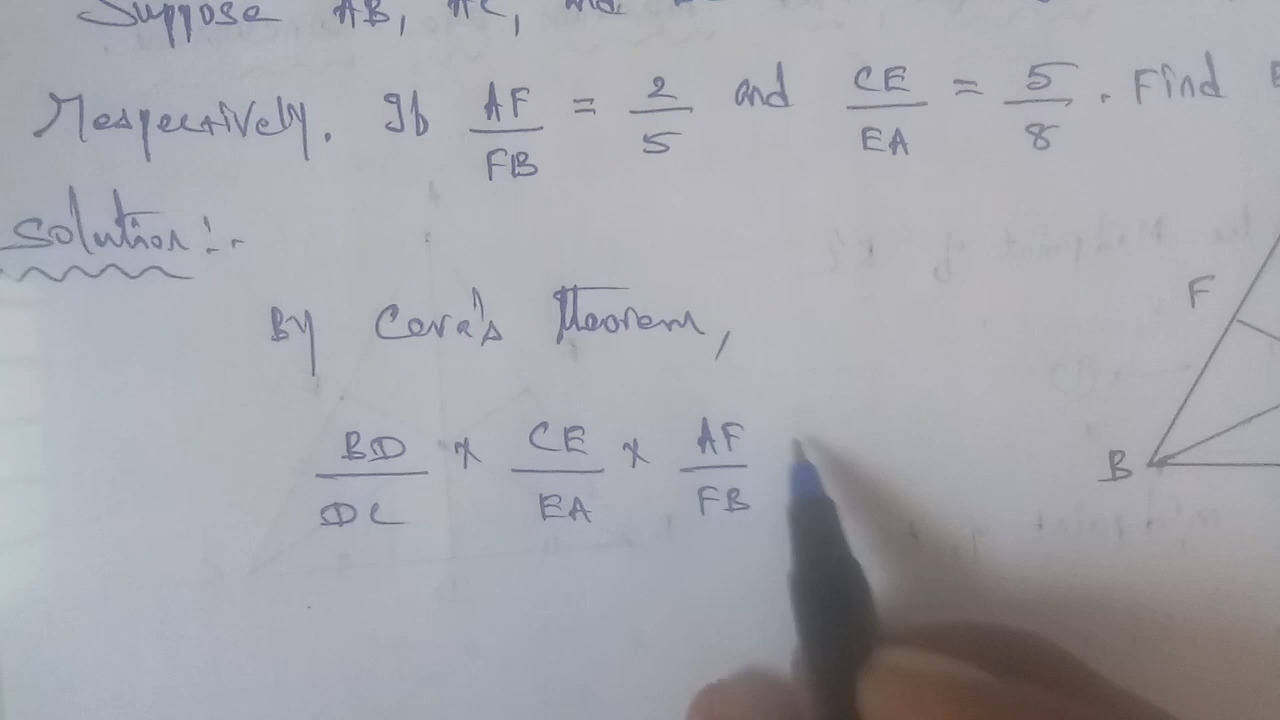 Suppose AB, AC, and
Respectively. If AF/FB = 2/5 and CE/EA = 5/8. Find
Solution:-
By Ceva's Theorem,
BD/DC x CE/EA x AF/FB
F
B